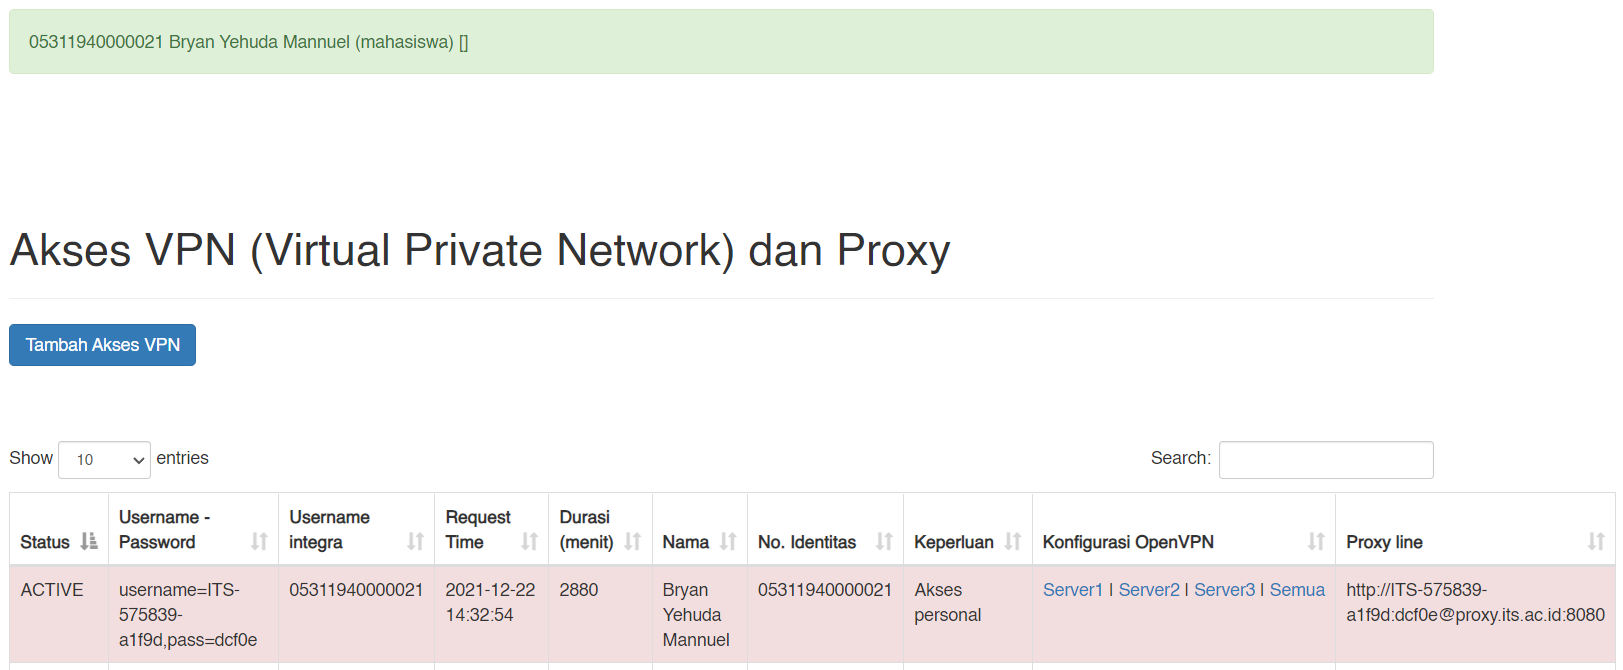 05311940000021 Bryan Yehuda Mannuel (mahasiswa) []
Akses VPN (Virtual Private Network) dan Proxy
Tambah Akses VPN
Show 10 entries
Search:
Status
Username -
Password
Username
integra
Request
Time
Durasi
(menit)
Nama
No. Identitas
Keperluan
Konfigurasi OpenVPN
Proxy line
ACTIVE
username=ITS-
575839-
a1f9d,pass=dcf0e
05311940000021
2021-12-22
14:32:54
2880
Bryan
Yehuda
Mannuel
05311940000021
Akses
personal
Server1 | Server2 | Server3 | Semua
http://ITS-575839-
a1f9d:dcf0e@proxy.its.ac.id:8080